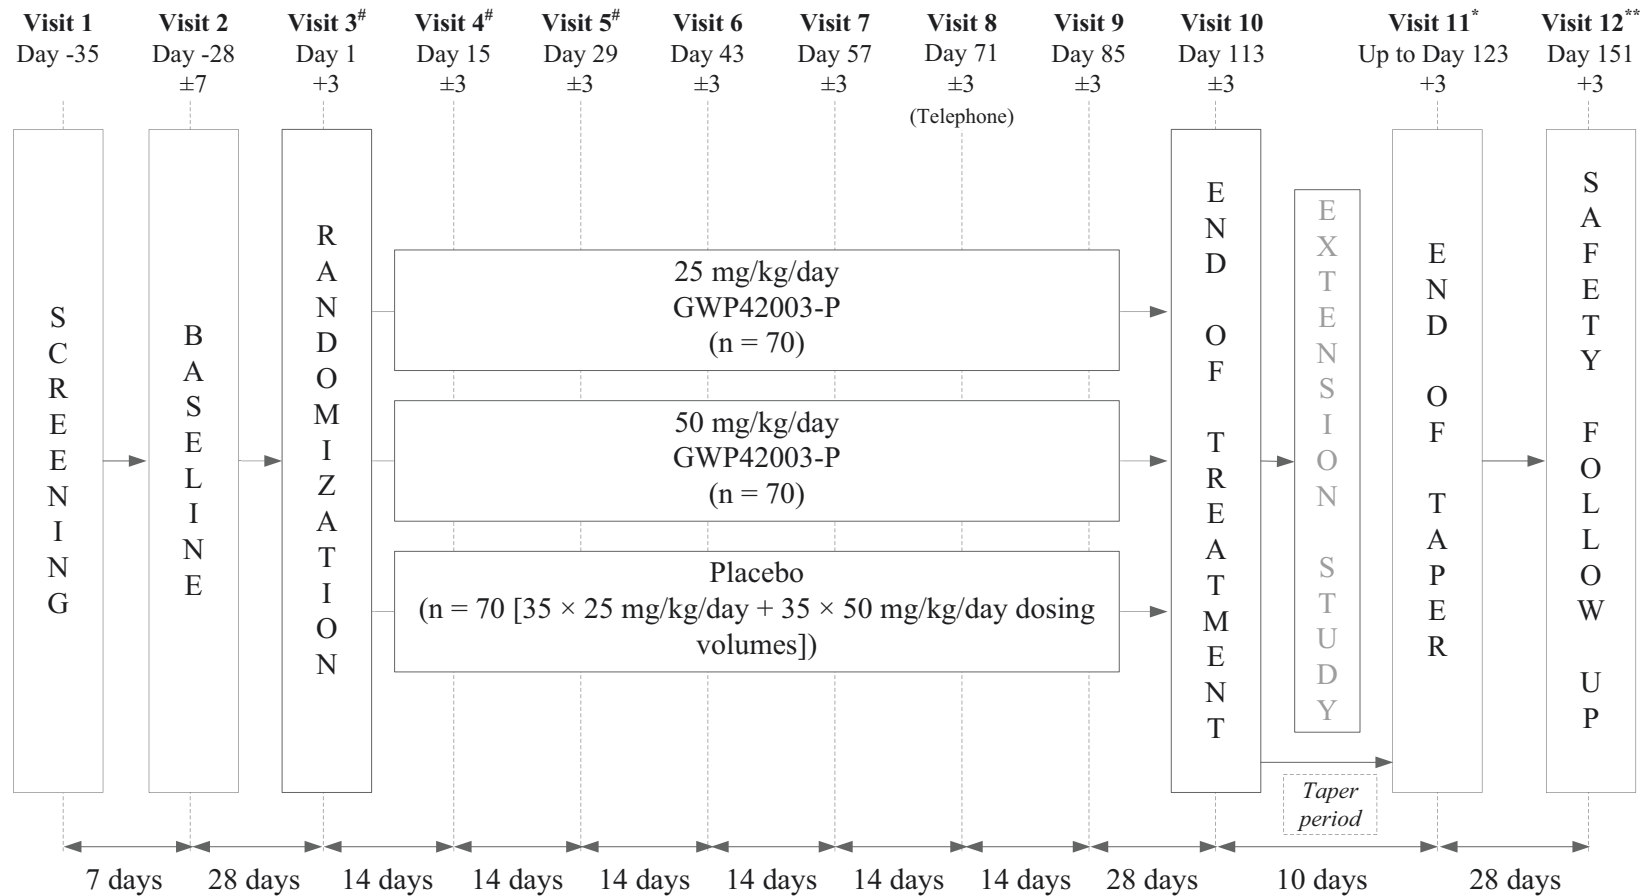 Visit 1
Day -35
Visit 2
Day -28
±7
Visit 3#
Day 1
+3
Visit 4#
Day 15
±3
Visit 5#
Day 29
±3
Visit 6
Day 43
±3
Visit 7
Day 57
±3
Visit 8
Day 71
±3
(Telephone)
Visit 9
Day 85
±3
Visit 10
Day 113
±3
Visit 11*
Up to Day 123
+3
Visit 12**
Day 151
+3
SCREENING
BASELINE
RANDOMIZATION
25 mg/kg/day
GWP42003-P
(n = 70)
50 mg/kg/day
GWP42003-P
(n = 70)
Placebo
(n = 70 [35 × 25 mg/kg/day + 35 × 50 mg/kg/day dosing
volumes])
END OF TREATMENT
EXTENSION STUDY
Taper
period
END OF TAPER
SAFETY FOLLOW UP
7 days
28 days
14 days
14 days
14 days
14 days
14 days
14 days
28 days
10 days
28 days